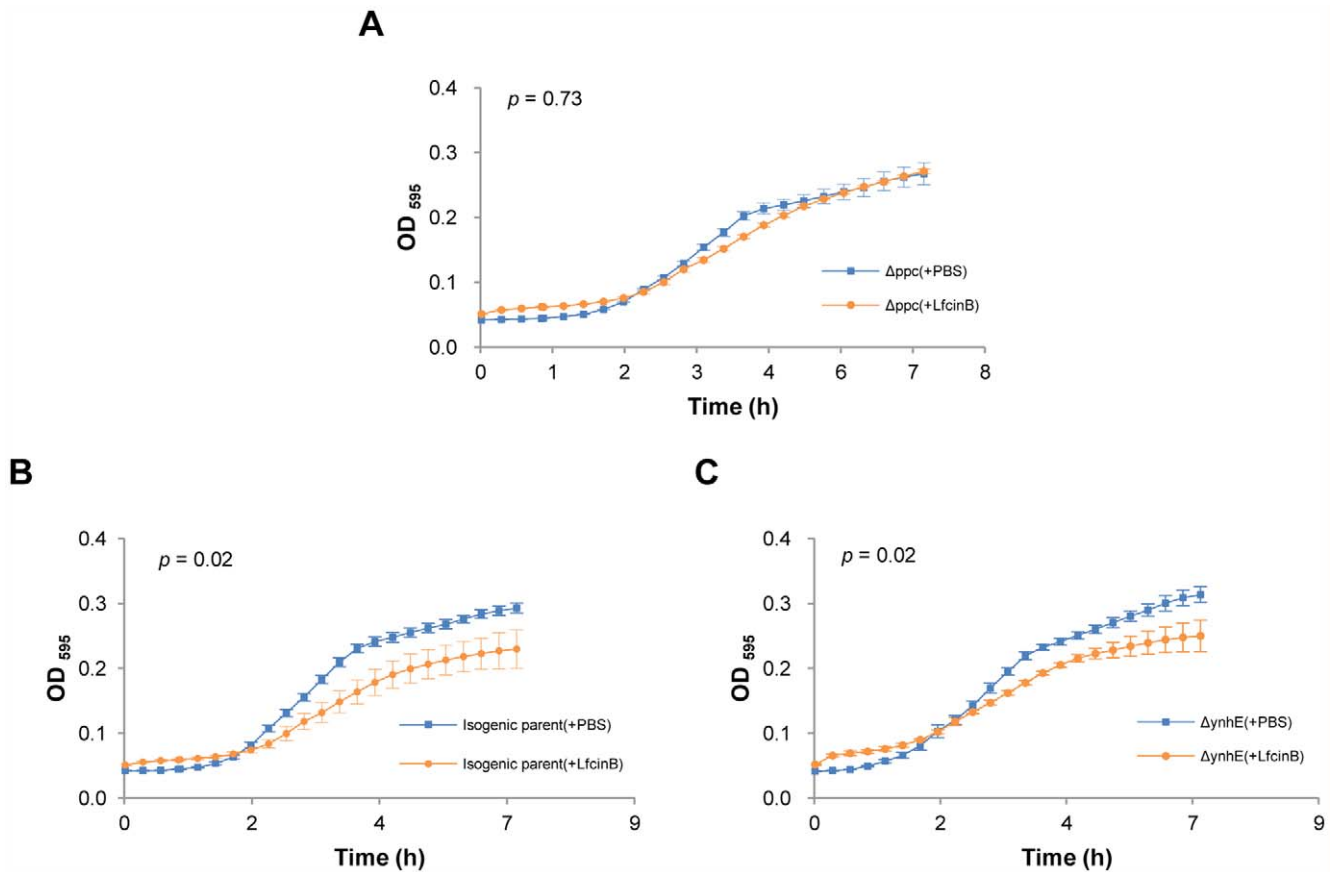 A
p = 0.73
0.4
0.3
0.2
0.1
0.0
OD 595
Δppc(+PBS)
Δppc(+LfcinB)
0 1 2 3 4 5 6 7 8
Time (h)
B
p = 0.02
0.4
0.3
0.2
0.1
0.0
OD 595
Isogenic parent(+PBS)
Isogenic parent(+LfcinB)
0 2 4 7 9
Time (h)
C
p = 0.02
0.4
0.3
0.2
0.1
0.0
OD 595
ΔynhE(+PBS)
ΔynhE(+LfcinB)
0 2 4 7 9
Time (h)